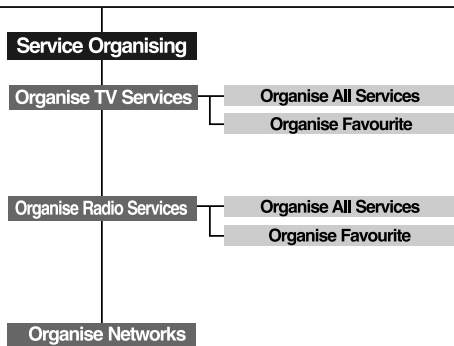 Service Organising
Organise TV Services
Organise All Services
Organise Favourite
Organise Radio Services
Organise All Services
Organise Favourite
Organise Networks